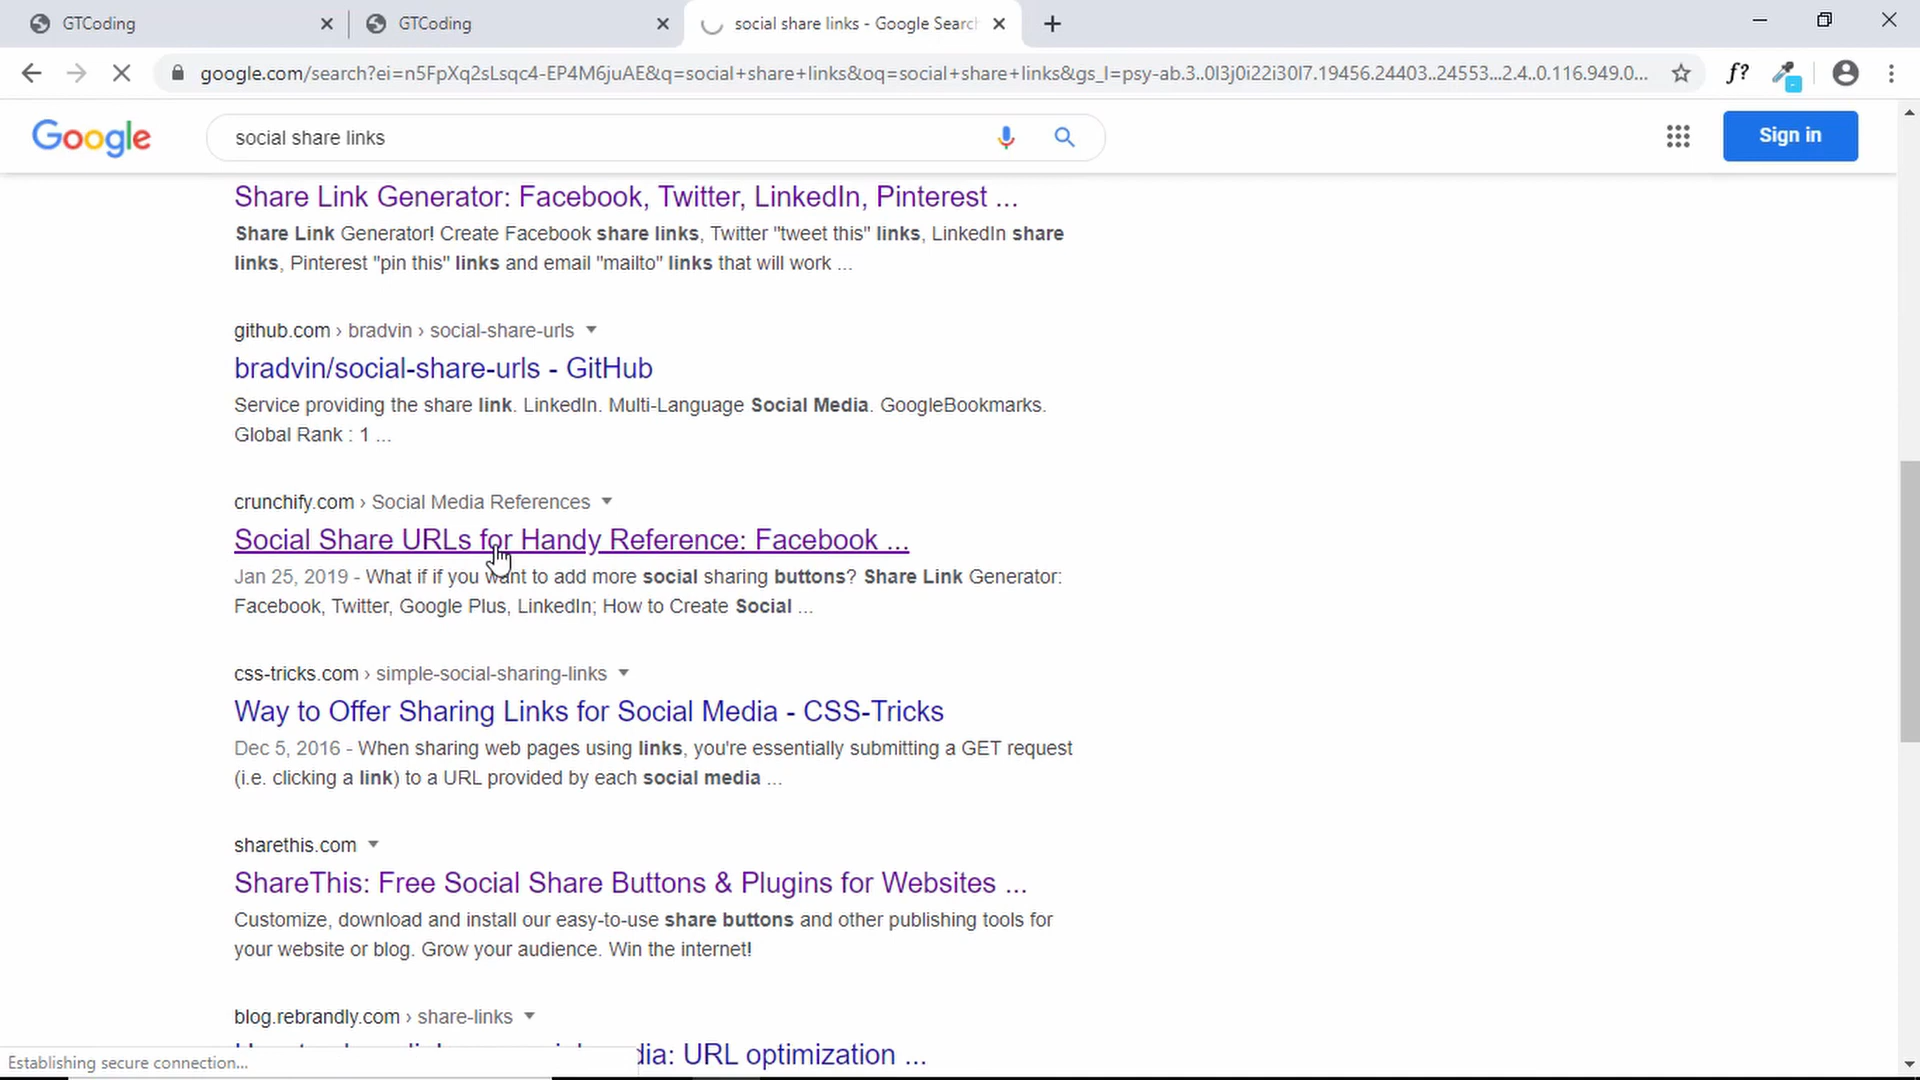 GTCoding
GTCoding
social share links - Google Search
google.com/search?ei=n5FpXq2sLsqc4-EP4M6juAE&q=social+share+links&oq=social+share+links&gs_l=psy-ab.3..0l3j0i22i30l7.19456.24403..24553...2.4..0.116.949.0...
f?
Google
social share links
Sign in
Share Link Generator: Facebook, Twitter, LinkedIn, Pinterest ...
Share Link Generator! Create Facebook share links, Twitter "tweet this" links, LinkedIn share
links, Pinterest "pin this" links and email "mailto" links that will work ...
github.com › bradvin › social-share-urls
bradvin/social-share-urls - GitHub
Service providing the share link. LinkedIn. Multi-Language Social Media. GoogleBookmarks.
Global Rank : 1 ...
crunchify.com › Social Media References
Social Share URLs for Handy Reference: Facebook ...
Jan 25, 2019 - What if if you want to add more social sharing buttons? Share Link Generator:
Facebook, Twitter, Google Plus, LinkedIn; How to Create Social ...
css-tricks.com › simple-social-sharing-links
Way to Offer Sharing Links for Social Media - CSS-Tricks
Dec 5, 2016 - When sharing web pages using links, you're essentially submitting a GET request
(i.e. clicking a link) to a URL provided by each social media ...
sharethis.com
ShareThis: Free Social Share Buttons & Plugins for Websites ...
Customize, download and install our easy-to-use share buttons and other publishing tools for
your website or blog. Grow your audience. Win the internet!
blog.rebrandly.com › share-links
dia: URL optimization ...
Establishing secure connection...